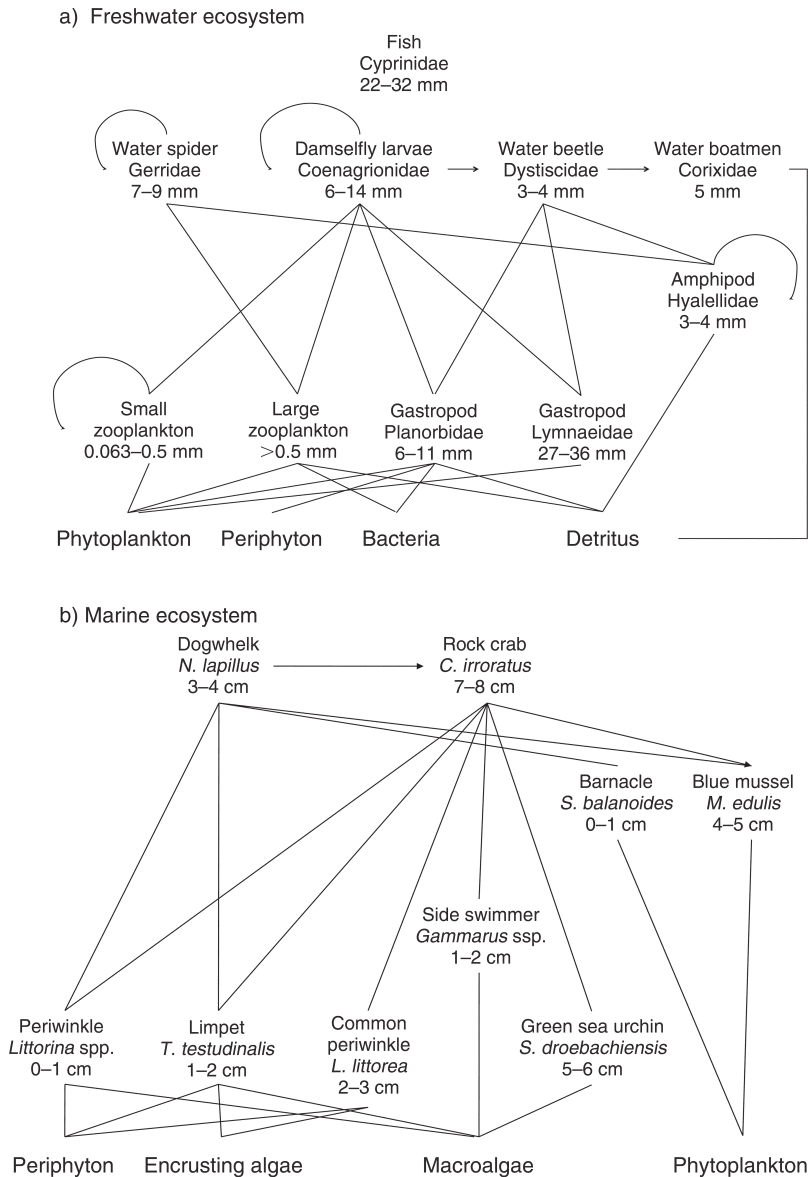 a) Freshwater ecosystem
Fish
Cyprinidae
22–32 mm
Water spider
Gerridae
7–9 mm
Damselfly larvae
Coenagrionidae
6–14 mm
Water beetle
Dystiscidae
3–4 mm
Water boatmen
Corixidae
5 mm
Amphipod
Hyalellidae
3–4 mm
Small
zooplankton
0.063–0.5 mm
Large
zooplankton
>0.5 mm
Gastropod
Planorbidae
6–11 mm
Gastropod
Lymnaeidae
27–36 mm
Phytoplankton
Periphyton
Bacteria
Detritus
b) Marine ecosystem
Dogwhelk
N. lapillus
3–4 cm
Rock crab
C. irroratus
7–8 cm
Barnacle
S. balanoides
0–1 cm
Blue mussel
M. edulis
4–5 cm
Side swimmer
Gammarus ssp.
1–2 cm
Periwinkle
Littorina spp.
0–1 cm
Limpet
T. testudinalis
1–2 cm
Common
periwinkle
L. littorea
2–3 cm
Green sea urchin
S. droebachiensis
5–6 cm
Periphyton
Encrusting algae
Macroalgae
Phytoplankton